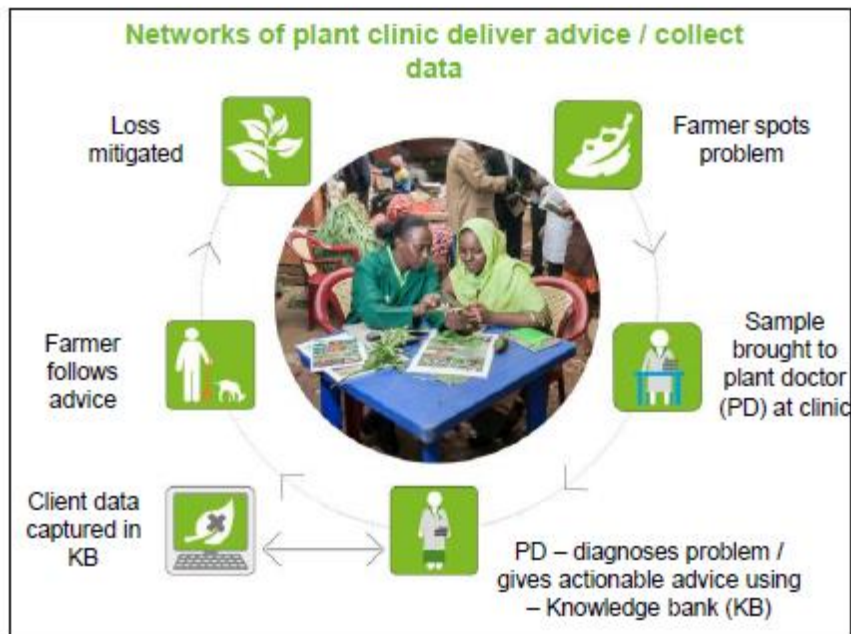 Networks of plant clinic deliver advice / collect
data
Loss
mitigated
Farmer spots
problem
Farmer
follows
advice
Sample
brought to
plant doctor
(PD) at clinic
Client data
captured in
KB
PD – diagnoses problem /
gives actionable advice using
– Knowledge bank (KB)